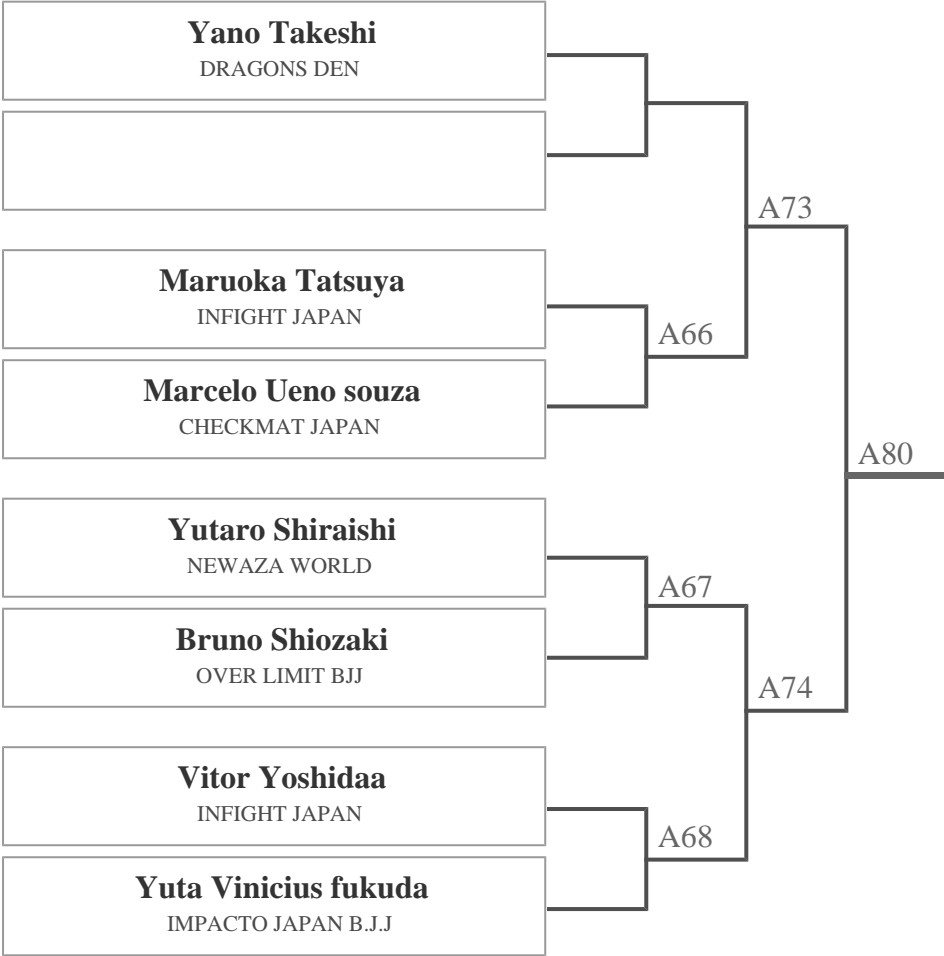 Yano Takeshi
DRAGONS DEN
A73
Maruoka Tatsuya
INFIGHT JAPAN
A66
Marcelo Ueno souza
CHECKMAT JAPAN
A80
Yutaro Shiraishi
NEWAZA WORLD
A67
Bruno Shiozaki
OVER LIMIT BJJ
A74
Vitor Yoshidaa
INFIGHT JAPAN
A68
Yuta Vinicius fukuda
IMPACTO JAPAN B.J.J